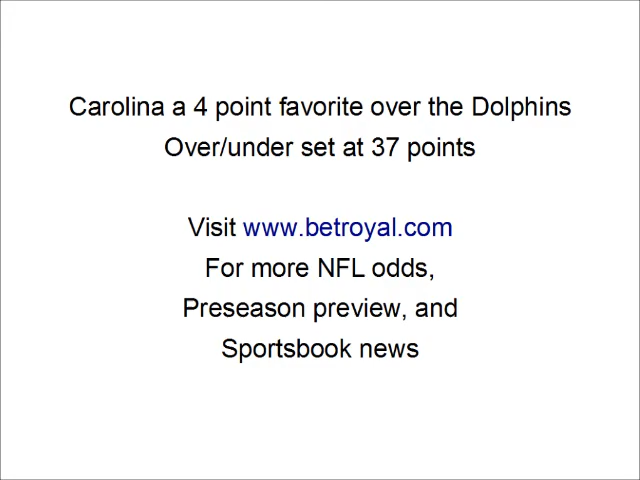 Carolina a 4 point favorite over the Dolphins
Over/under set at 37 points
Visit www.betroyal.com
For more NFL odds,
Preseason preview, and
Sportsbook news